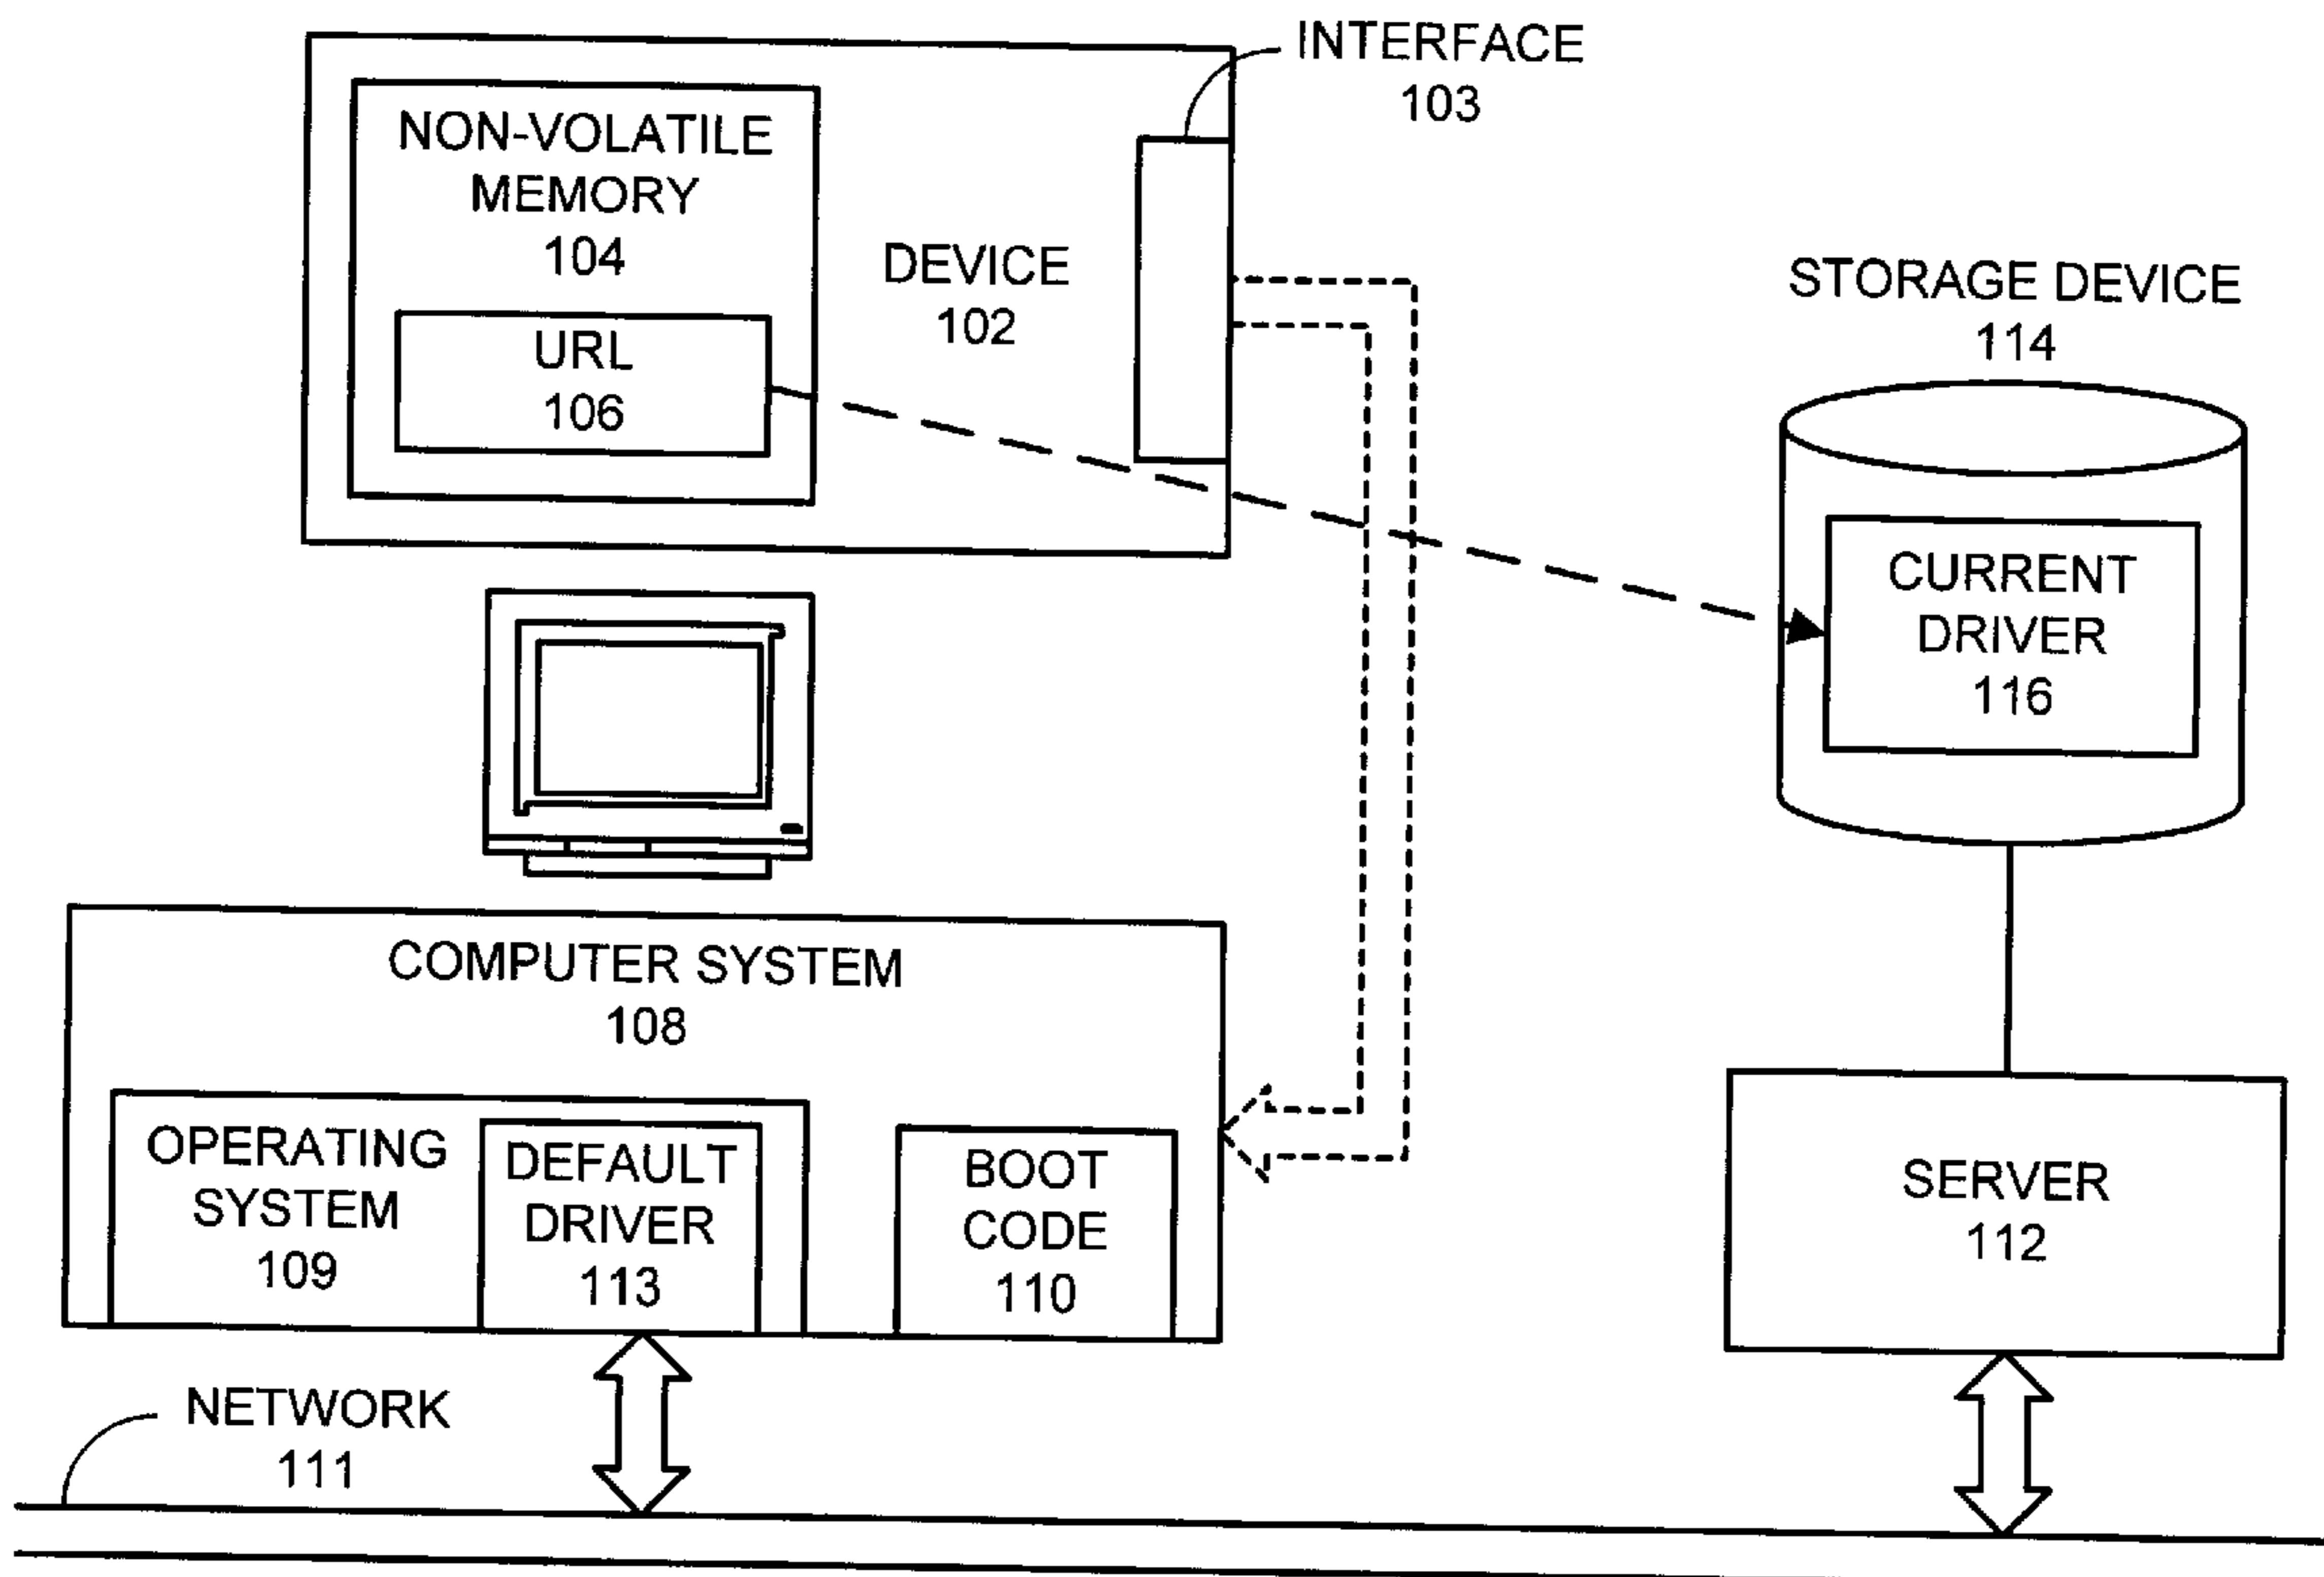 INTERFACE
103
NON-VOLATILE
MEMORY
104
DEVICE
102
URL
106
STORAGE DEVICE
114
CURRENT
DRIVER
116
COMPUTER SYSTEM
108
OPERATING
SYSTEM
109
DEFAULT
DRIVER
113
BOOT
CODE
110
SERVER
112
NETWORK
111